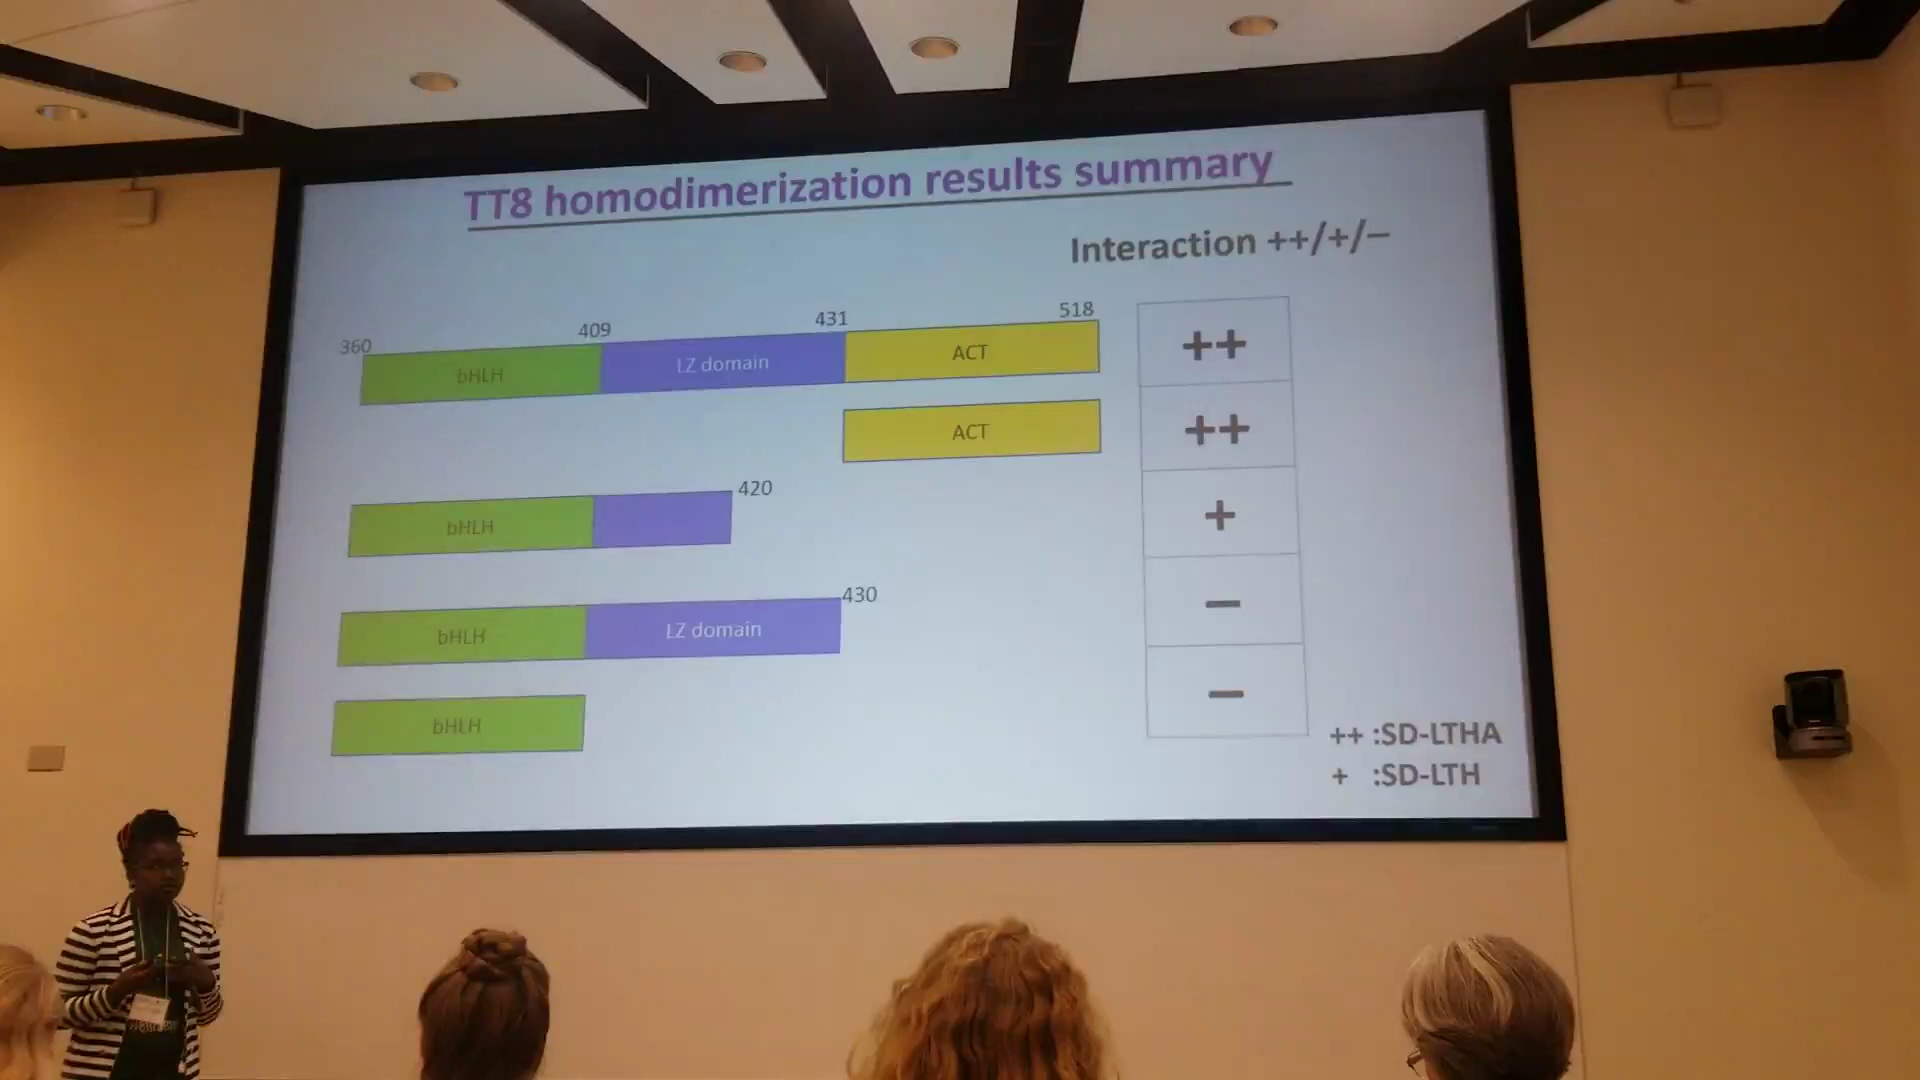 TT8 homodimerization results summary
Interaction ++/+/–
360
409
431
518
bHLH
LZ domain
ACT
++
ACT
++
420
bHLH
+
430
bHLH
LZ domain
–
bHLH
–
++ :SD-LTHA
+ :SD-LTH